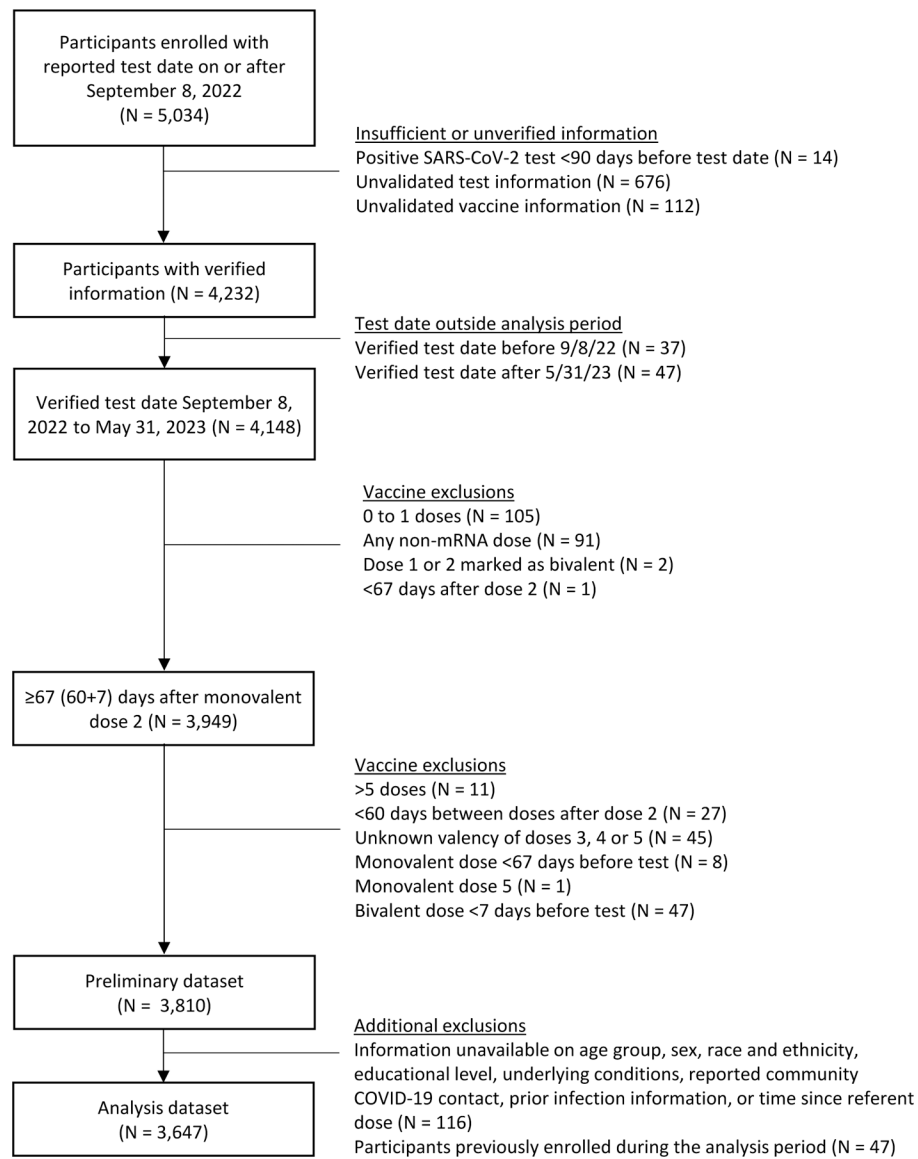 Participants enrolled with
reported test date on or after
September 8, 2022
(N = 5,034)
Insufficient or unverified information
Positive SARS-CoV-2 test <90 days before test date (N = 14)
Unvalidated test information (N = 676)
Unvalidated vaccine information (N = 112)
Participants with verified
information (N = 4,232)
Test date outside analysis period
Verified test date before 9/8/22 (N = 37)
Verified test date after 5/31/23 (N = 47)
Verified test date September 8,
2022 to May 31, 2023 (N = 4,148)
Vaccine exclusions
0 to 1 doses (N = 105)
Any non-mRNA dose (N = 91)
Dose 1 or 2 marked as bivalent (N = 2)
<67 days after dose 2 (N = 1)
≥67 (60+7) days after monovalent
dose 2 (N = 3,949)
Vaccine exclusions
>5 doses (N = 11)
<60 days between doses after dose 2 (N = 27)
Unknown valency of doses 3, 4 or 5 (N = 45)
Monovalent dose <67 days before test (N = 8)
Monovalent dose 5 (N = 1)
Bivalent dose <7 days before test (N = 47)
Preliminary dataset
(N = 3,810)
Additional exclusions
Information unavailable on age group, sex, race and ethnicity,
educational level, underlying conditions, reported community
COVID-19 contact, prior infection information, or time since referent
dose (N = 116)
Participants previously enrolled during the analysis period (N = 47)
Analysis dataset
(N = 3,647)